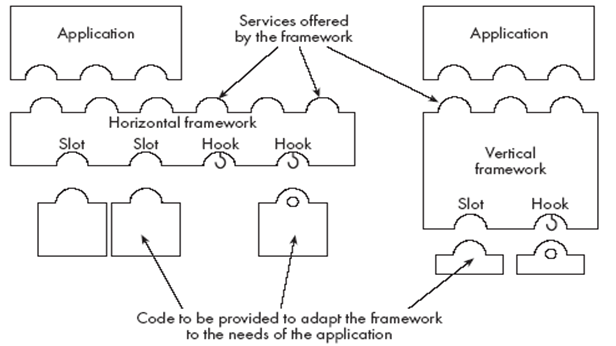 Application
Services offered
by the framework
Application
Horizontal framework
Slot
Slot
Hook
Hook
Vertical
framework
Slot
Hook
Code to be provided to adapt the framework
to the needs of the application